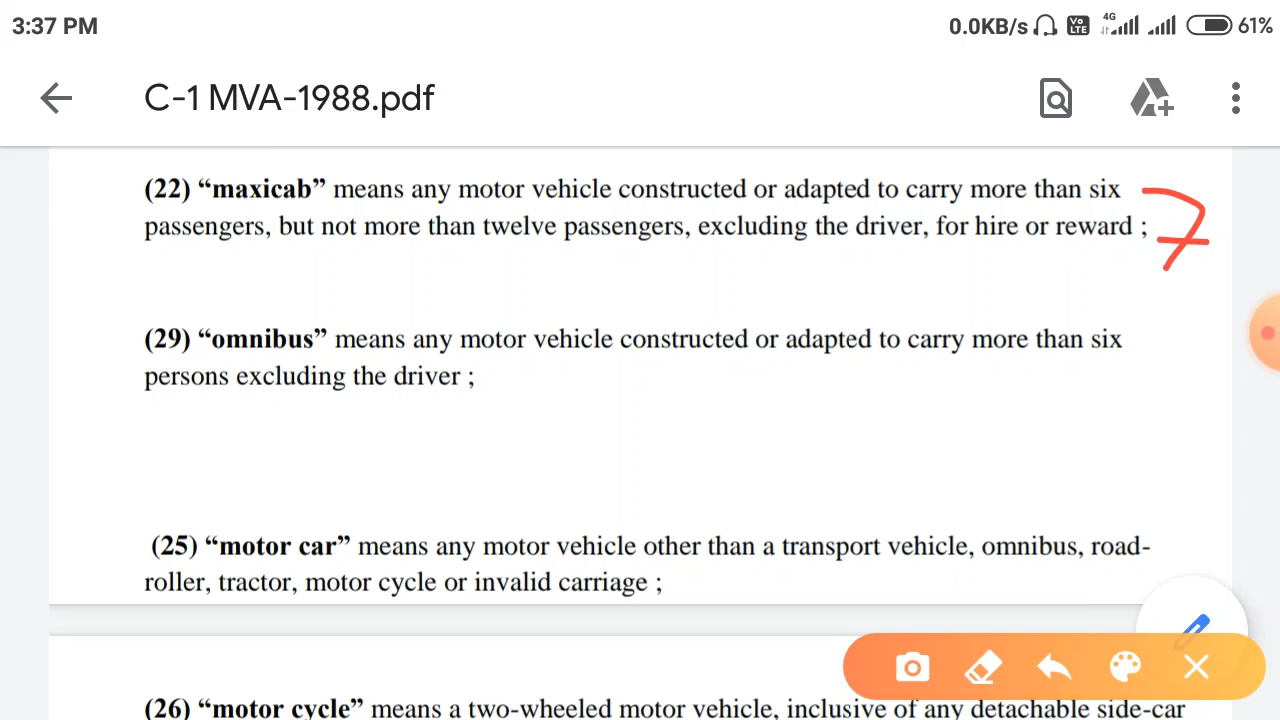 3:37 PM
0.0KB/s Vo LTE 4G 61%
C-1 MVA-1988.pdf
(22) “maxicab” means any motor vehicle constructed or adapted to carry more than six
passengers, but not more than twelve passengers, excluding the driver, for hire or reward ;
7
(29) “omnibus” means any motor vehicle constructed or adapted to carry more than six
persons excluding the driver ;
(25) “motor car” means any motor vehicle other than a transport vehicle, omnibus, road-
roller, tractor, motor cycle or invalid carriage ;
(26) “motor cycle” means a two-wheeled motor vehicle, inclusive of any detachable side-car